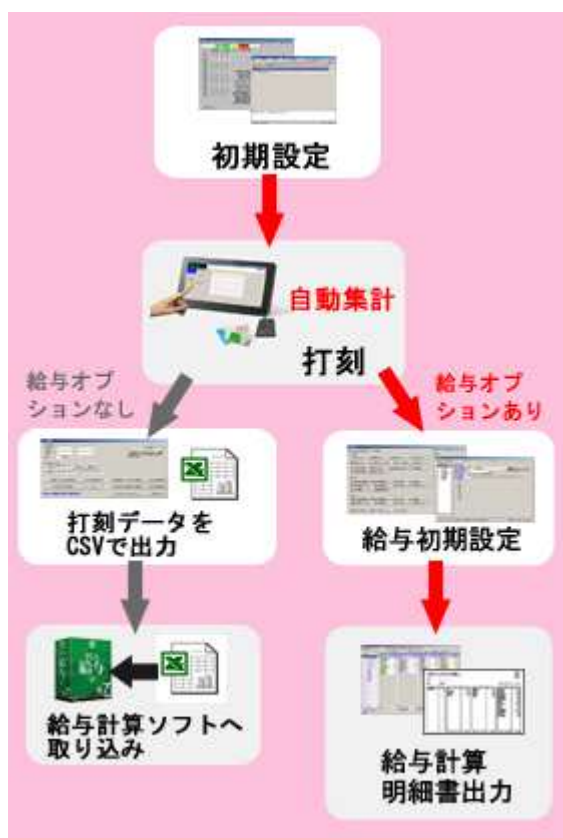 初期設定
自動集計
打刻
給与オプ
ションなし
給与オプ
ションあり
打刻データを
CSVで出力
給与初期設定
給与
給与計算ソフトへ
取り込み
給与計算
明細書出力